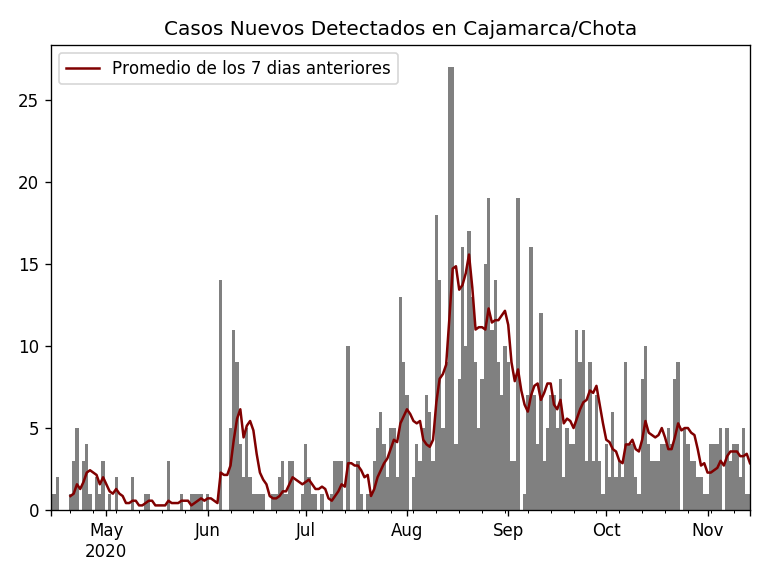 Casos Nuevos Detectados en Cajamarca/Chota
Promedio de los 7 dias anteriores
25
20
15
10
5
0
May Jun Jul Aug Sep Oct Nov
2020